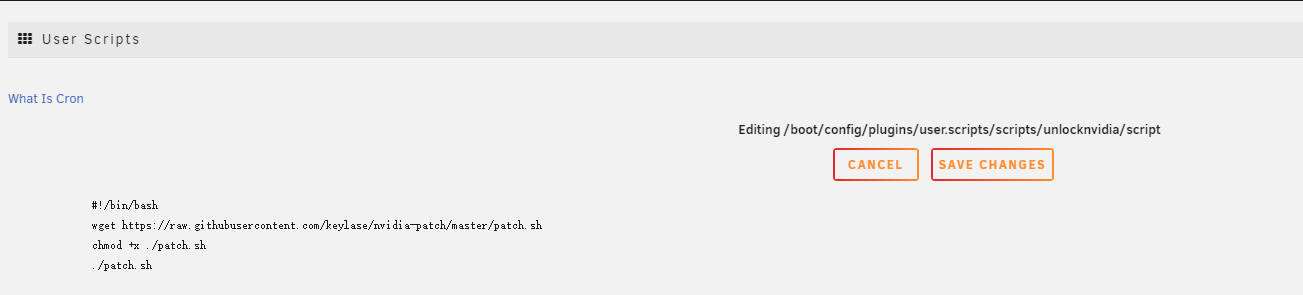 User Scripts
What Is Cron
Editing /boot/config/plugins/user.scripts/scripts/unlocknvidia/script
CANCEL SAVE CHANGES
#!/bin/bash
wget https://raw.githubusercontent.com/keylase/nvidia-patch/master/patch.sh
chmod +x ./patch.sh
./patch.sh